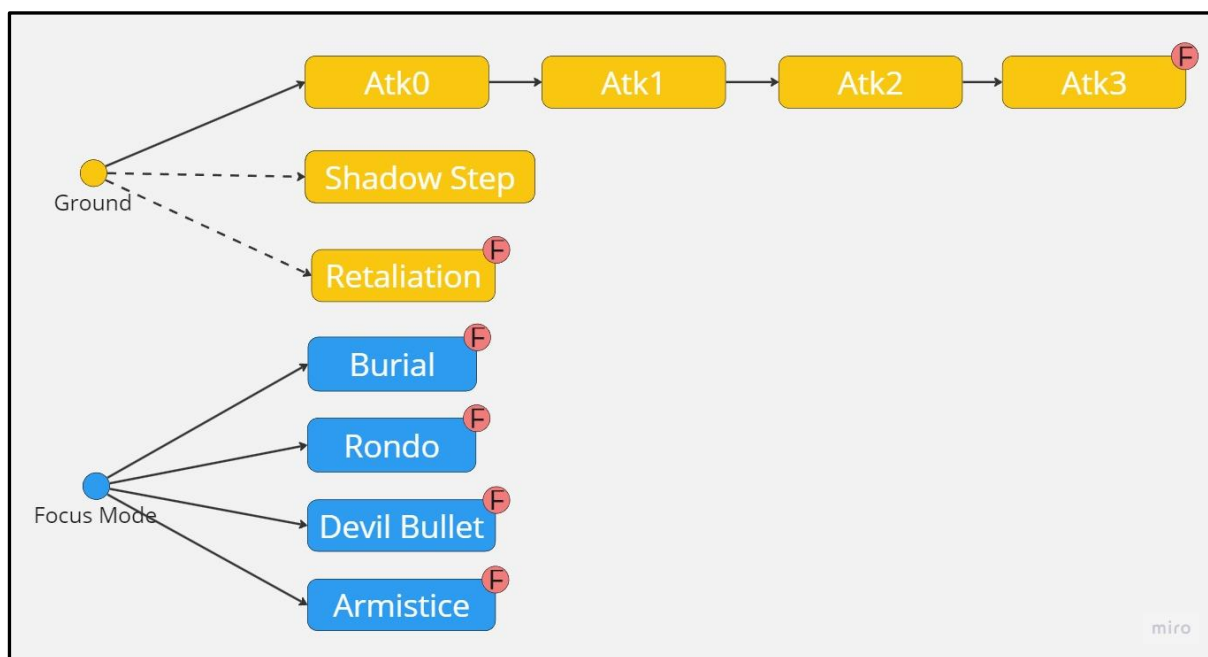 F
Atk0
Atk1
Atk2
Atk3
Ground
Shadow Step
F
Retaliation
F
Burial
F
Rondo
Focus Mode
F
Devil Bullet
F
Armistice
miro